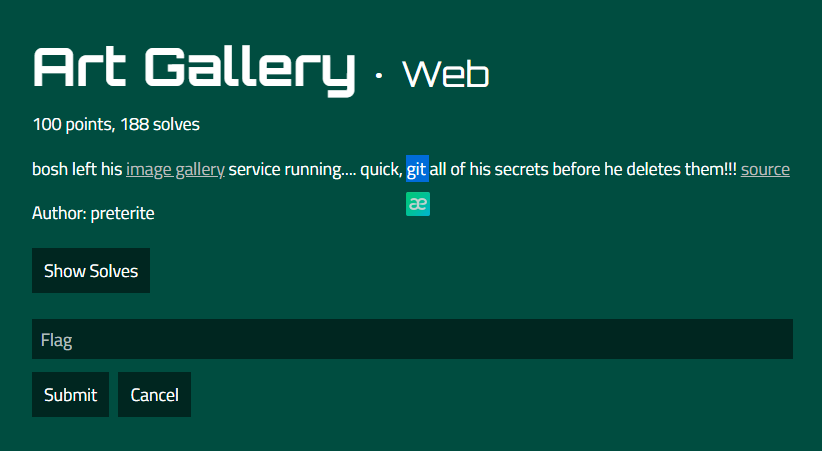 Art Gallery · Web
100 points, 188 solves
bosh left his image gallery service running.... quick, git all of his secrets before he deletes them!!! source
æ
Author: preterite
Show Solves
Flag
Submit Cancel